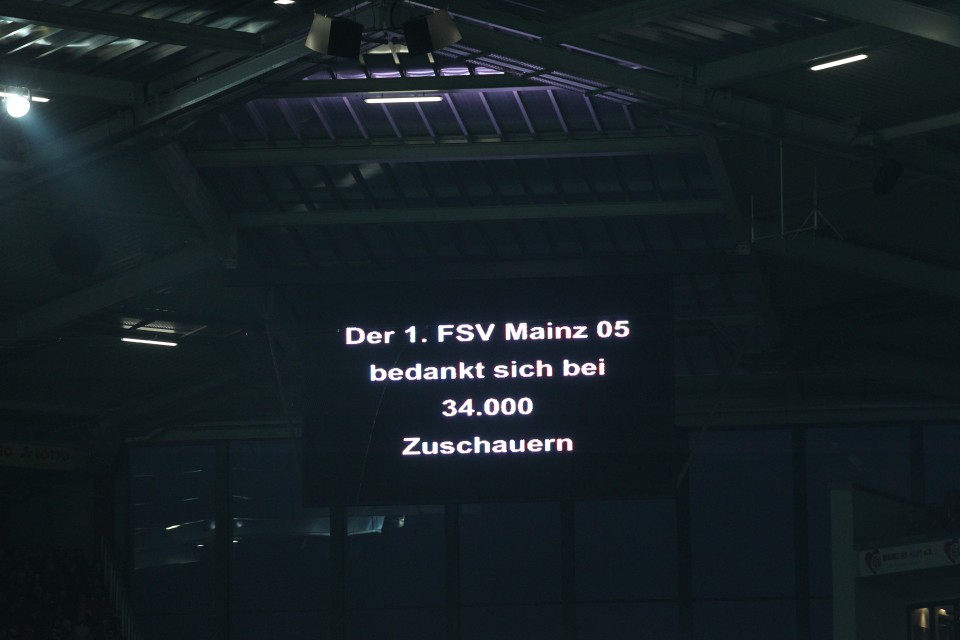 Der 1. FSV Mainz 05
bedankt sich bei
34.000
Zuschauern